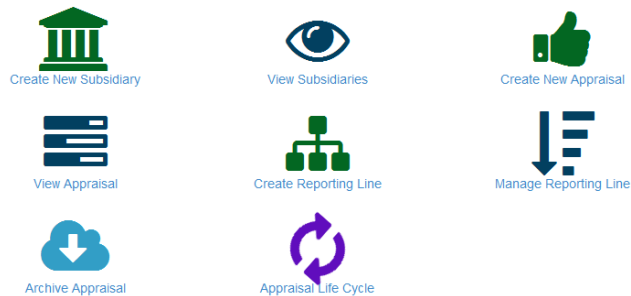 Create New Subsidiary
View Subsidiaries
Create New Appraisal
View Appraisal
Create Reporting Line
Manage Reporting Line
Archive Appraisal
Appraisal Life Cycle